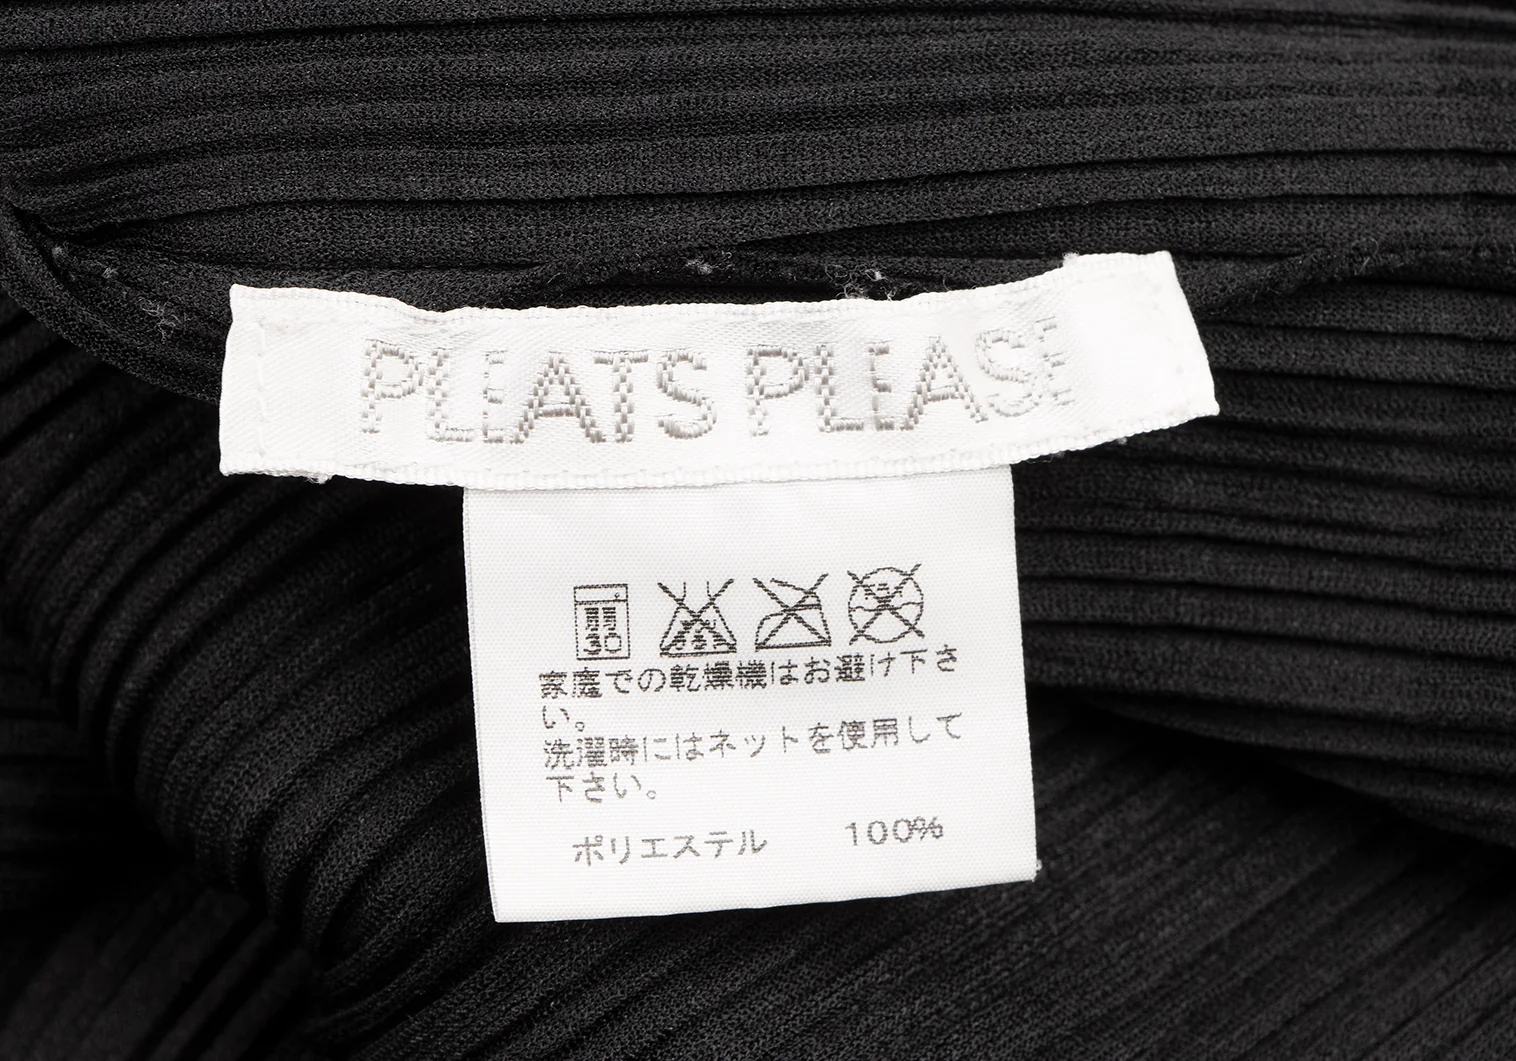 PLEATS PLEASE
弱
30
家庭での乾燥機はお避け下さ
い。
洗濯時にはネットを使用して
下さい。
ポリエステル 100%